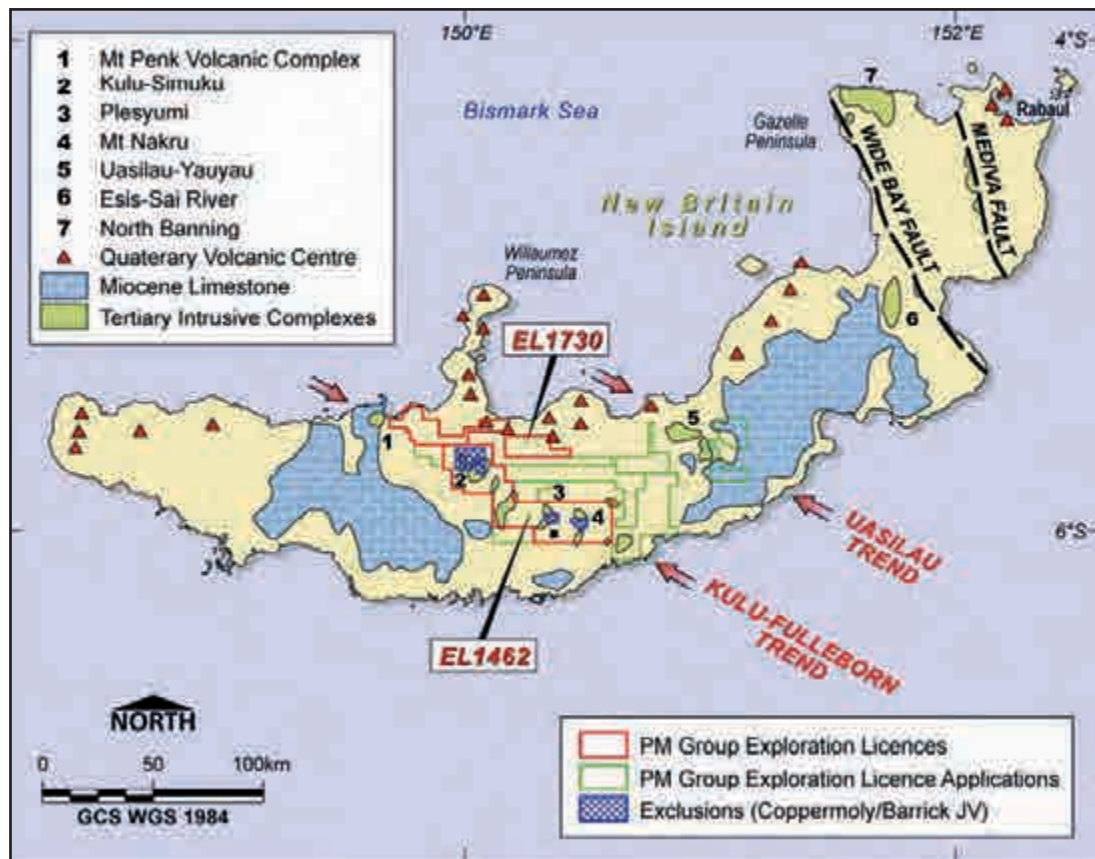 150°E
152°E
4°S
1 Mt Penk Volcanic Complex
2 Kulu-Simuku
3 Plesyumi
4 Mt Nakru
5 Uasilau-Yauyau
6 Esis-Sai River
7 North Banning
Quaterary Volcanic Centre
Miocene Limestone
Tertiary Intrusive Complexes
Bismark Sea
Gazelle
Peninsula
7
Rabaul
WIDE BAY FAULT
MEDIVA FAULT
New Britain
Island
Willaumez
Peninsula
EL1730
6
5
1
2
3
4
6°S
UASILAU
TREND
KULU-FULLEBORN
TREND
EL1462
NORTH
0 50 100km
GCS WGS 1984
PM Group Exploration Licences
PM Group Exploration Licence Applications
Exclusions (Coppermoly/Barrick JV)